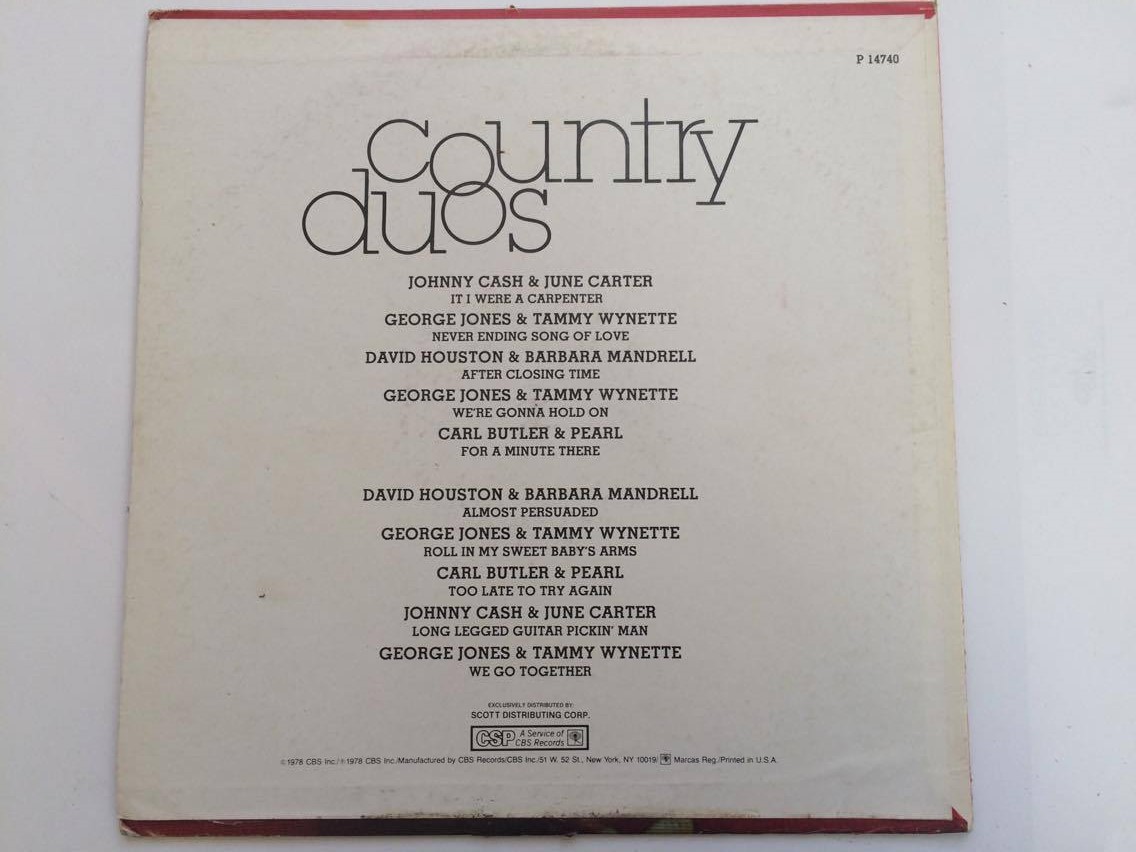 P 14740
country
duos
JOHNNY CASH & JUNE CARTER
IT I WERE A CARPENTER
GEORGE JONES & TAMMY WYNETTE
NEVER ENDING SONG OF LOVE
DAVID HOUSTON & BARBARA MANDRELL
AFTER CLOSING TIME
GEORGE JONES & TAMMY WYNETTE
WE'RE GONNA HOLD ON
CARL BUTLER & PEARL
FOR A MINUTE THERE
DAVID HOUSTON & BARBARA MANDRELL
ALMOST PERSUADED
GEORGE JONES & TAMMY WYNETTE
ROLL IN MY SWEET BABY'S ARMS
CARL BUTLER & PEARL
TOO LATE TO TRY AGAIN
JOHNNY CASH & JUNE CARTER
LONG LEGGED GUITAR PICKIN' MAN
GEORGE JONES & TAMMY WYNETTE
WE GO TOGETHER
EXCLUSIVELY DISTRIBUTED BY:
SCOTT DISTRIBUTING CORP.
CSP A Service of
CBS Records
© 1978 CBS Inc./℗ 1978 CBS Inc./Manufactured by CBS Records/CBS Inc./51 W. 52 St., New York, NY 10019/ Marcas Reg./Printed in U.S.A.